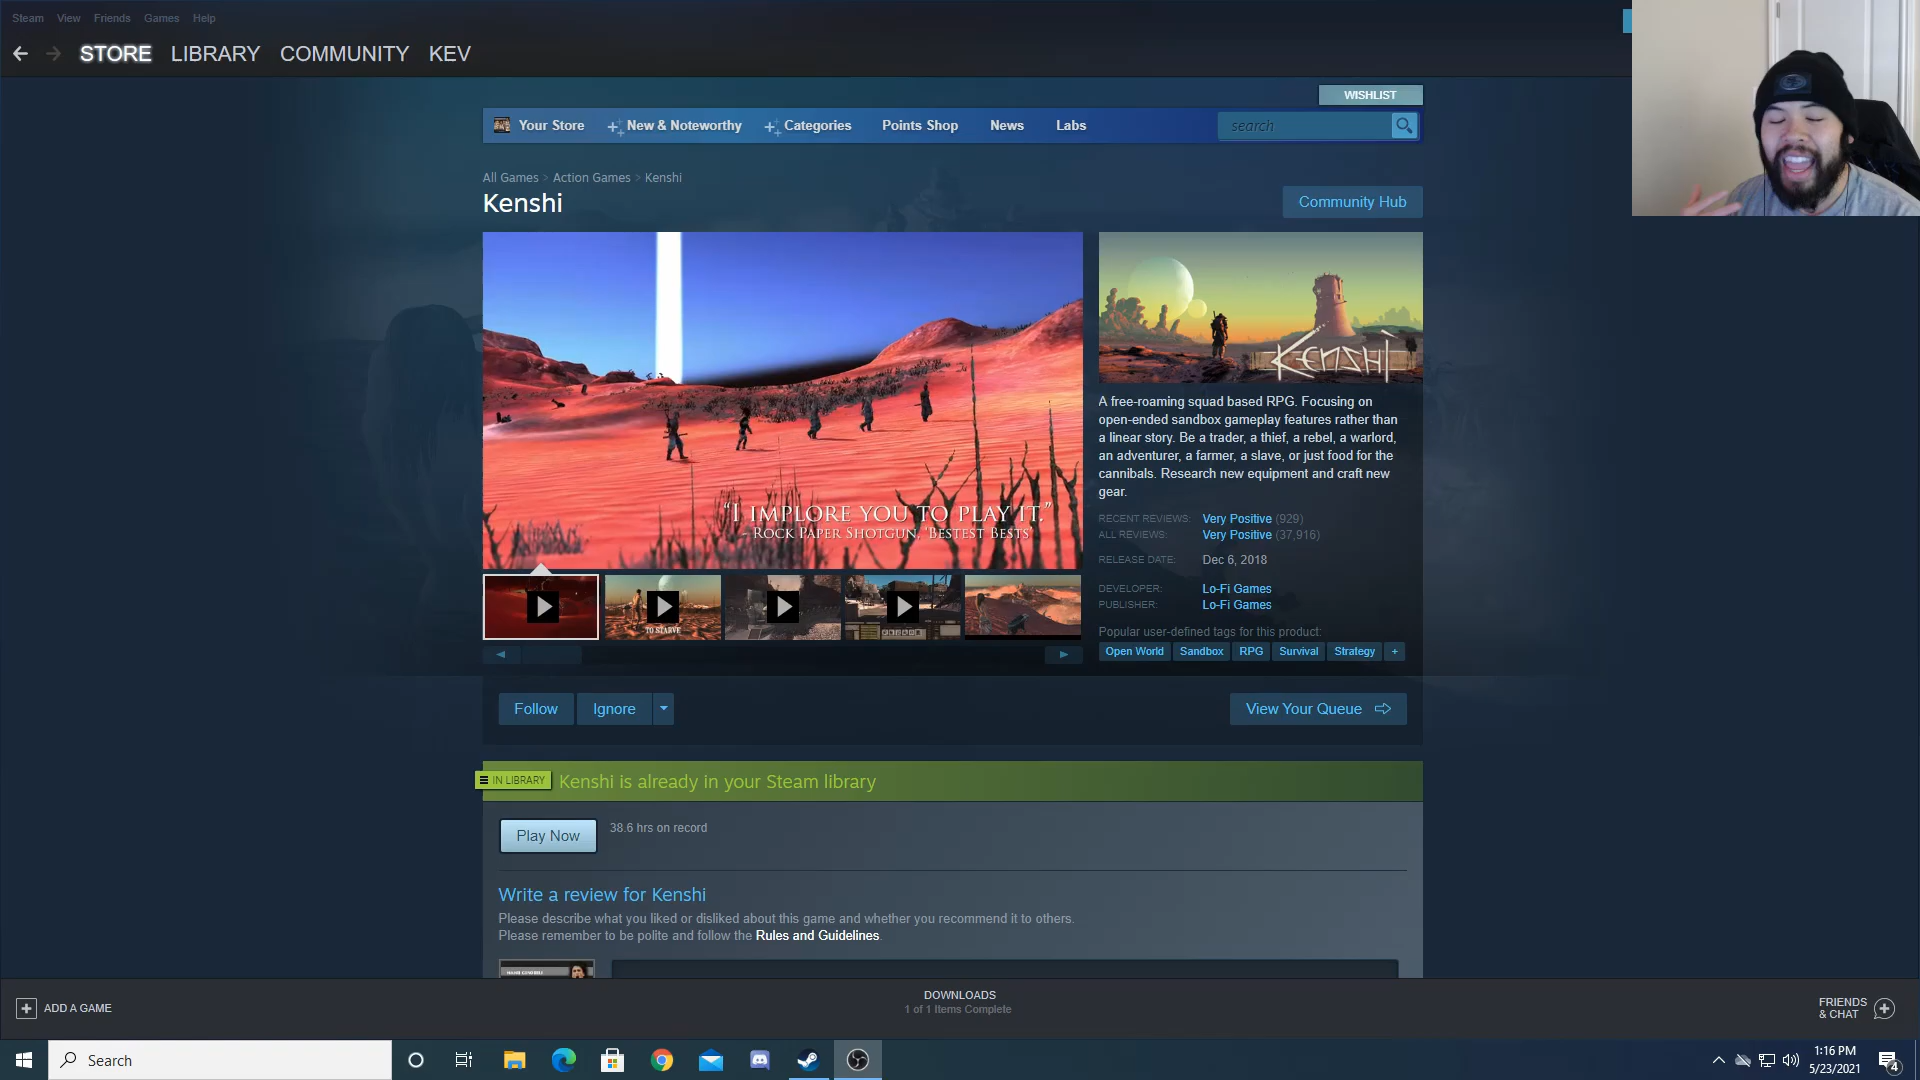 Steam View Friends Games Help
STORE LIBRARY COMMUNITY KEV
WISHLIST
Your Store New & Noteworthy Categories Points Shop News Labs search
All Games > Action Games > Kenshi
Kenshi
Community Hub
"I IMPLORE YOU TO PLAY IT."
- ROCK PAPER SHOTGUN, 'BESTEST BESTS'
KENSHI
A free-roaming squad based RPG. Focusing on
open-ended sandbox gameplay features rather than
a linear story. Be a trader, a thief, a rebel, a warlord,
an adventurer, a farmer, a slave, or just food for the
cannibals. Research new equipment and craft new
gear.
RECENT REVIEWS: Very Positive (929)
ALL REVIEWS: Very Positive (37,916)
RELEASE DATE: Dec 6, 2018
DEVELOPER: Lo-Fi Games
PUBLISHER: Lo-Fi Games
Popular user-defined tags for this product:
Open World Sandbox RPG Survival Strategy +
TO STARVE
Follow Ignore View Your Queue
IN LIBRARY Kenshi is already in your Steam library
Play Now 38.6 hrs on record
Write a review for Kenshi
Please describe what you liked or disliked about this game and whether you recommend it to others.
Please remember to be polite and follow the Rules and Guidelines.
ADD A GAME
DOWNLOADS
1 of 1 Items Complete
FRIENDS
& CHAT
Search
1:16 PM
5/23/2021
4